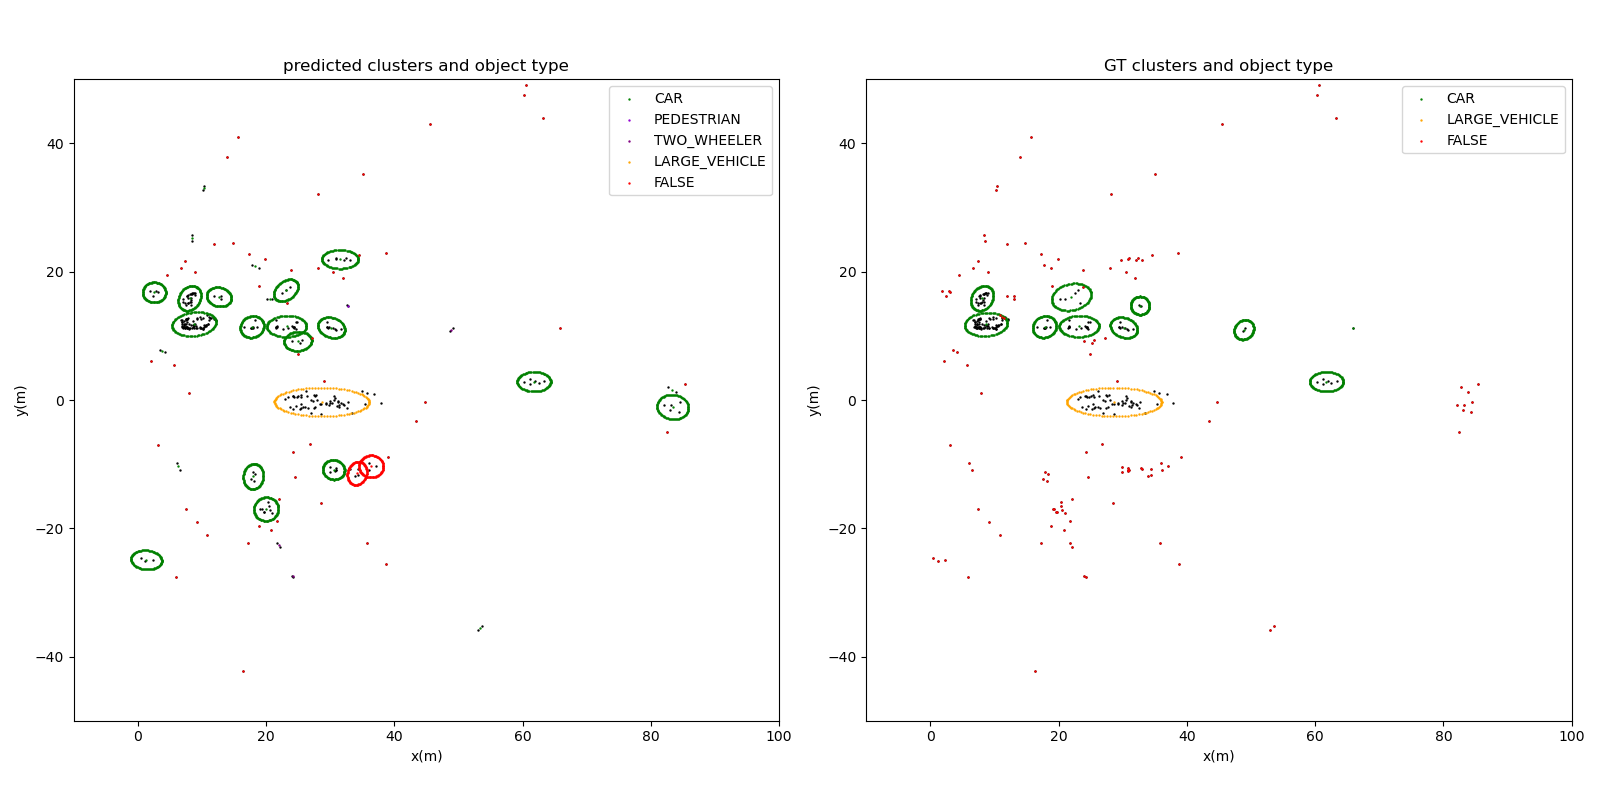 predicted clusters and object type
CAR
PEDESTRIAN
TWO_WHEELER
LARGE_VEHICLE
FALSE
40
20
0
−20
−40
y(m)
0
20
40
60
80
100
x(m)
GT clusters and object type
CAR
LARGE_VEHICLE
FALSE
40
20
0
−20
−40
y(m)
0
20
40
60
80
100
x(m)